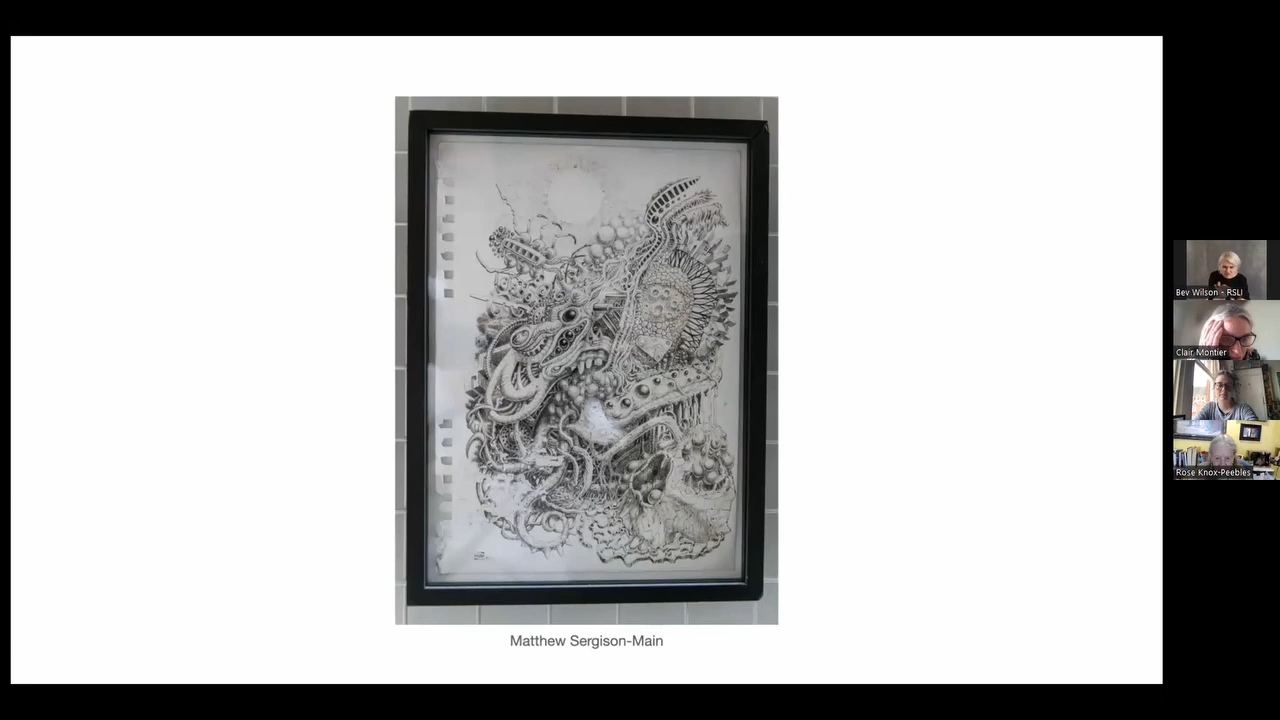 Matthew Sergison-Main
Bev Wilson - RSLI
Clair Montier
Rose Knox-Peebles